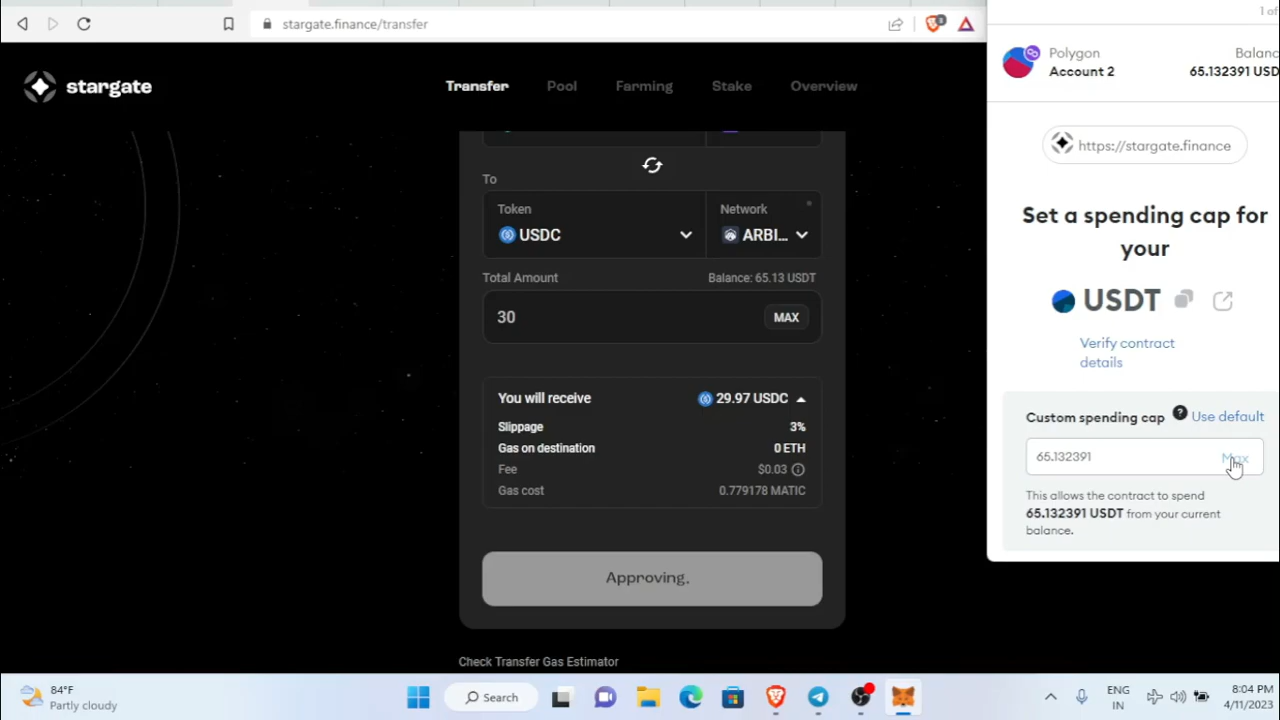 stargate.finance/transfer
3
1 of
stargate
Transfer
Pool
Farming
Stake
Overview
Polygon
Account 2
Balanc
65.132391 USD
https://stargate.finance
Set a spending cap for
your
USDT
Verify contract
details
Custom spending cap
?
Use default
65.132391
Max
This allows the contract to spend
65.132391 USDT from your current
balance.
To
Token
USDC
Network
ARBI...
Total Amount
Balance: 65.13 USDT
30
MAX
You will receive
29.97 USDC
Slippage
3%
Gas on destination
0 ETH
Fee
$0.03
Gas cost
0.779178 MATIC
Approving.
Check Transfer Gas Estimator
84°F
Partly cloudy
Search
ENG
IN
8:04 PM
4/11/2023